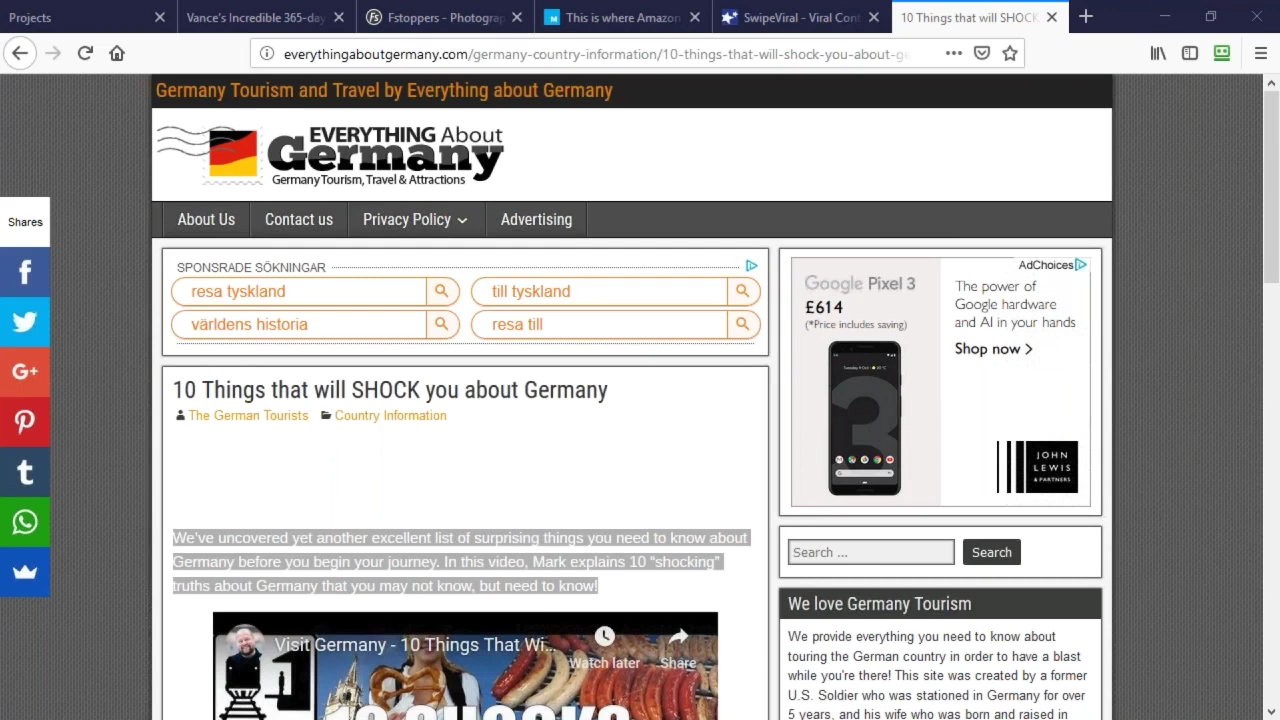 Projects
Vance's Incredible 365-day
Fstoppers - Photograp
This is where Amazon
SwipeViral - Viral Cont
10 Things that will SHOCK
everythingaboutgermany.com/germany-country-information/10-things-that-will-shock-you-about-ge
Germany Tourism and Travel by Everything about Germany
EVERYTHING About
Germany
Germany Tourism, Travel & Attractions
About Us
Contact us
Privacy Policy
Advertising
Shares
SPONSRADE SÖKNINGAR
resa tyskland
till tyskland
världens historia
resa till
AdChoices
Google Pixel 3
£614
(*Price includes saving)
The power of
Google hardware
and AI in your hands
Shop now >
JOHN
LEWIS
& PARTNERS
10 Things that will SHOCK you about Germany
The German Tourists
Country Information
We've uncovered yet another excellent list of surprising things you need to know about
Germany before you begin your journey. In this video, Mark explains 10 “shocking”
truths about Germany that you may not know, but need to know!
Visit Germany - 10 Things That Wi...
Watch later
Share
10 SHOCKS
Search ...
Search
We love Germany Tourism
We provide everything you need to know about
touring the German country in order to have a blast
while you're there! This site was created by a former
U.S. Soldier who was stationed in Germany for over
5 years, and his wife who was born and raised in